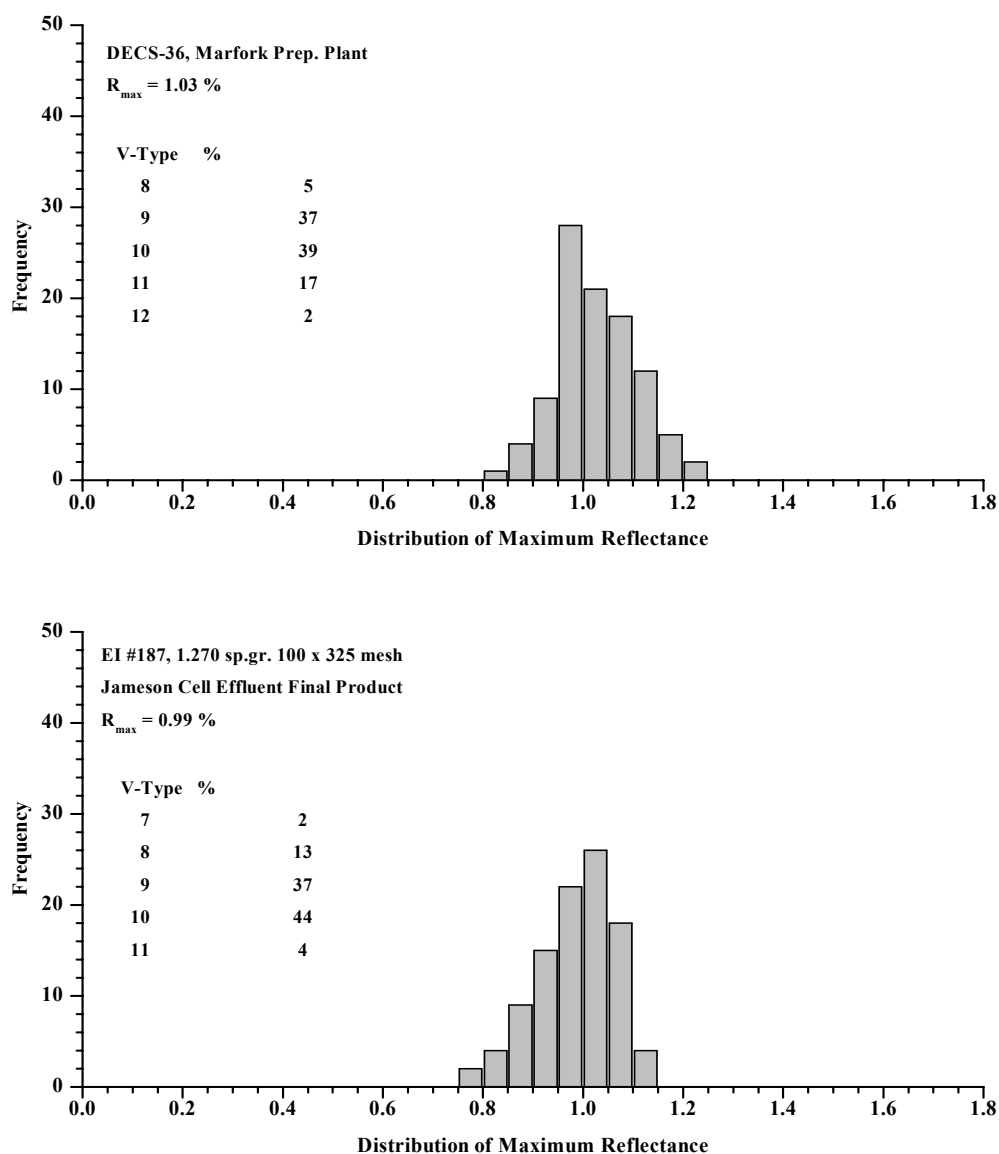 50
DECS-36, Marfork Prep. Plant
Rmax = 1.03 %
40
V-Type %
8 5
30
9 37
10 39
11 17
20
12 2
10
0
Frequency
0.0 0.2 0.4 0.6 0.8 1.0 1.2 1.4 1.6 1.8
Distribution of Maximum Reflectance
50
EI #187, 1.270 sp.gr. 100 x 325 mesh
Jameson Cell Effluent Final Product
Rmax = 0.99 %
40
V-Type %
30
7 2
8 13
9 37
20
10 44
11 4
10
0
Frequency
0.0 0.2 0.4 0.6 0.8 1.0 1.2 1.4 1.6 1.8
Distribution of Maximum Reflectance